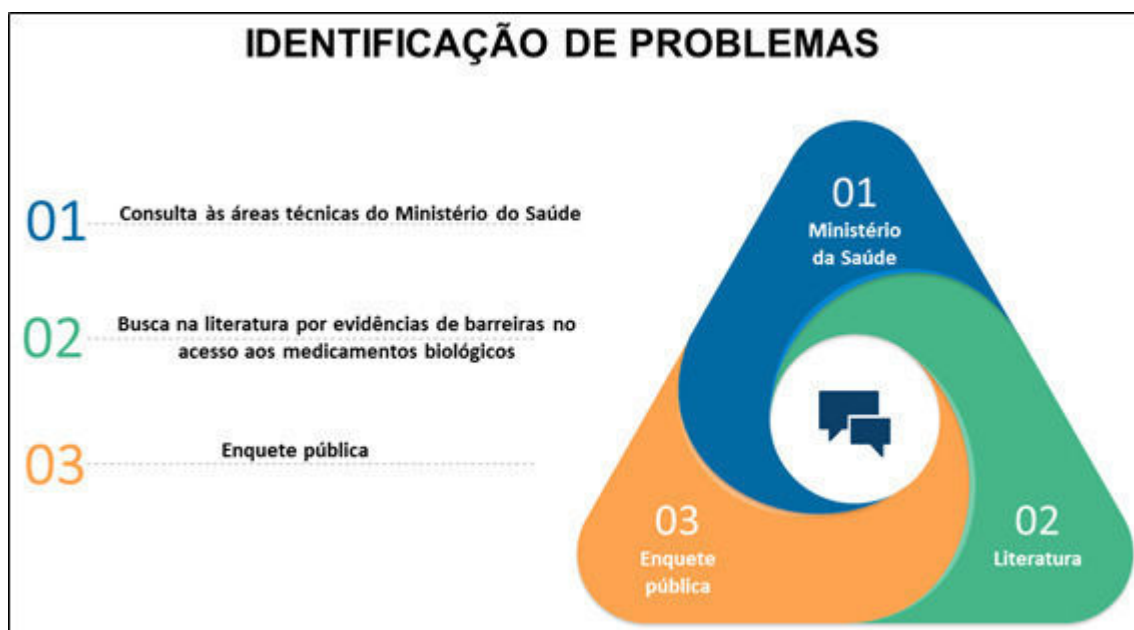 IDENTIFICAÇÃO DE PROBLEMAS
01
Consulta às áreas técnicas do Ministério do Saúde
02
Busca na literatura por evidências de barreiras no
acesso aos medicamentos biológicos
03
Enquete pública
01
Ministério
da Saúde
03
Enquete
pública
02
Literatura